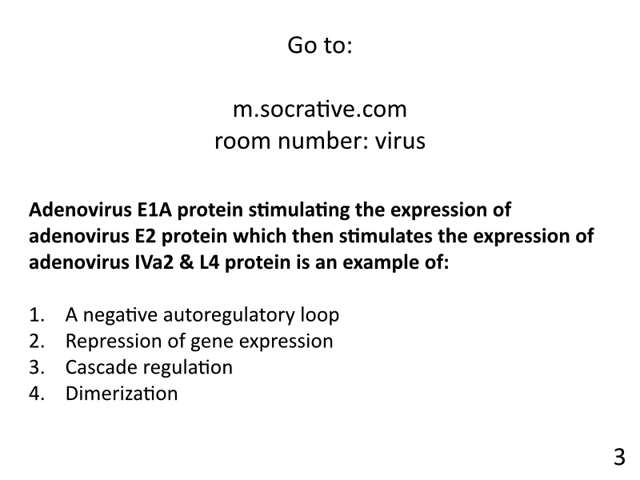 Go to:
m.socrative.com
room number: virus
Adenovirus E1A protein stimulating the expression of
adenovirus E2 protein which then stimulates the expression of
adenovirus IVa2 & L4 protein is an example of:
1. A negative autoregulatory loop
2. Repression of gene expression
3. Cascade regulation
4. Dimerization
3